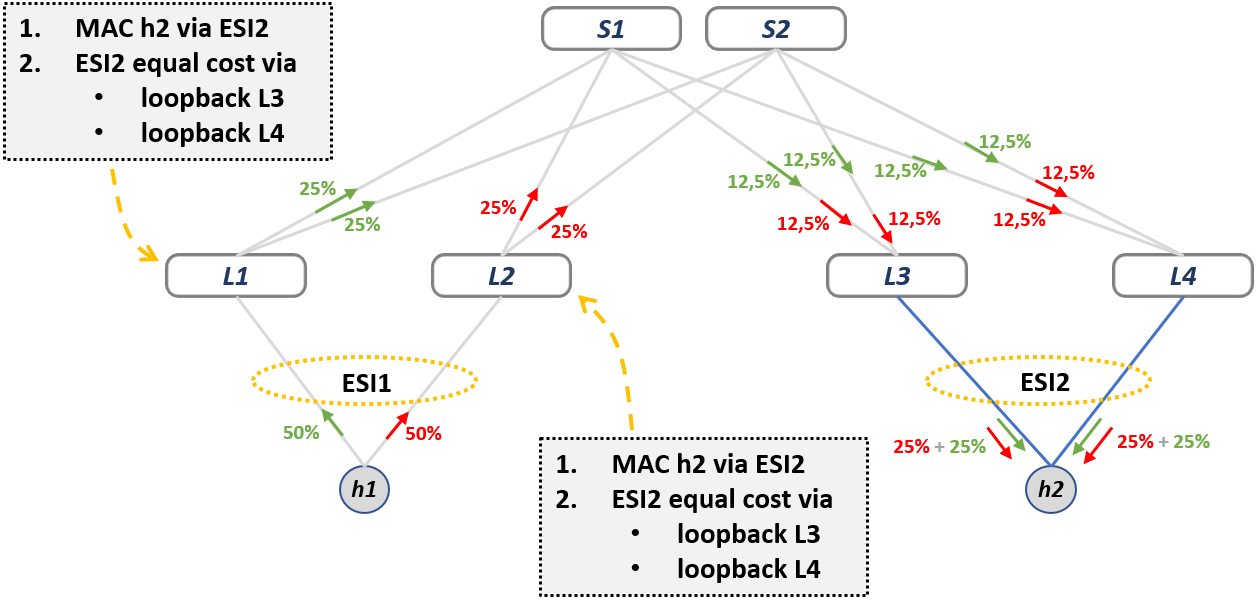 1. MAC h2 via ESI2
2. ESI2 equal cost via
• loopback L3
• loopback L4
S1
S2
25%
25%
25%
25%
12,5%
12,5%
12,5%
12,5%
12,5%
12,5%
12,5%
12,5%
L1
L2
L3
L4
ESI1
ESI2
50%
50%
25% + 25%
25% + 25%
h1
h2
1. MAC h2 via ESI2
2. ESI2 equal cost via
• loopback L3
• loopback L4